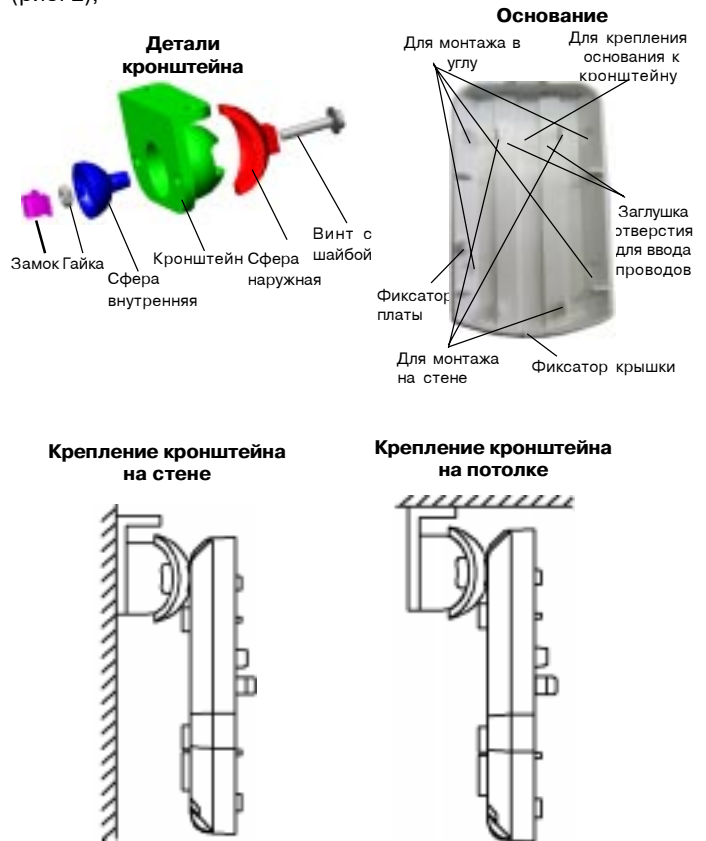 (рис. 2);
Детали
кронштейна
Замок
Гайка
Сфера
внутренняя
Кронштейн
Сфера
наружная
Винт с
шайбой
Основание
Для монтажа в
углу
Для крепления
основания к
кронштейну
Заглушка
отверстия
для ввода
проводов
Фиксатор
платы
Для монтажа
на стене
Фиксатор крышки
Крепление кронштейна
на стене
Крепление кронштейна
на потолке